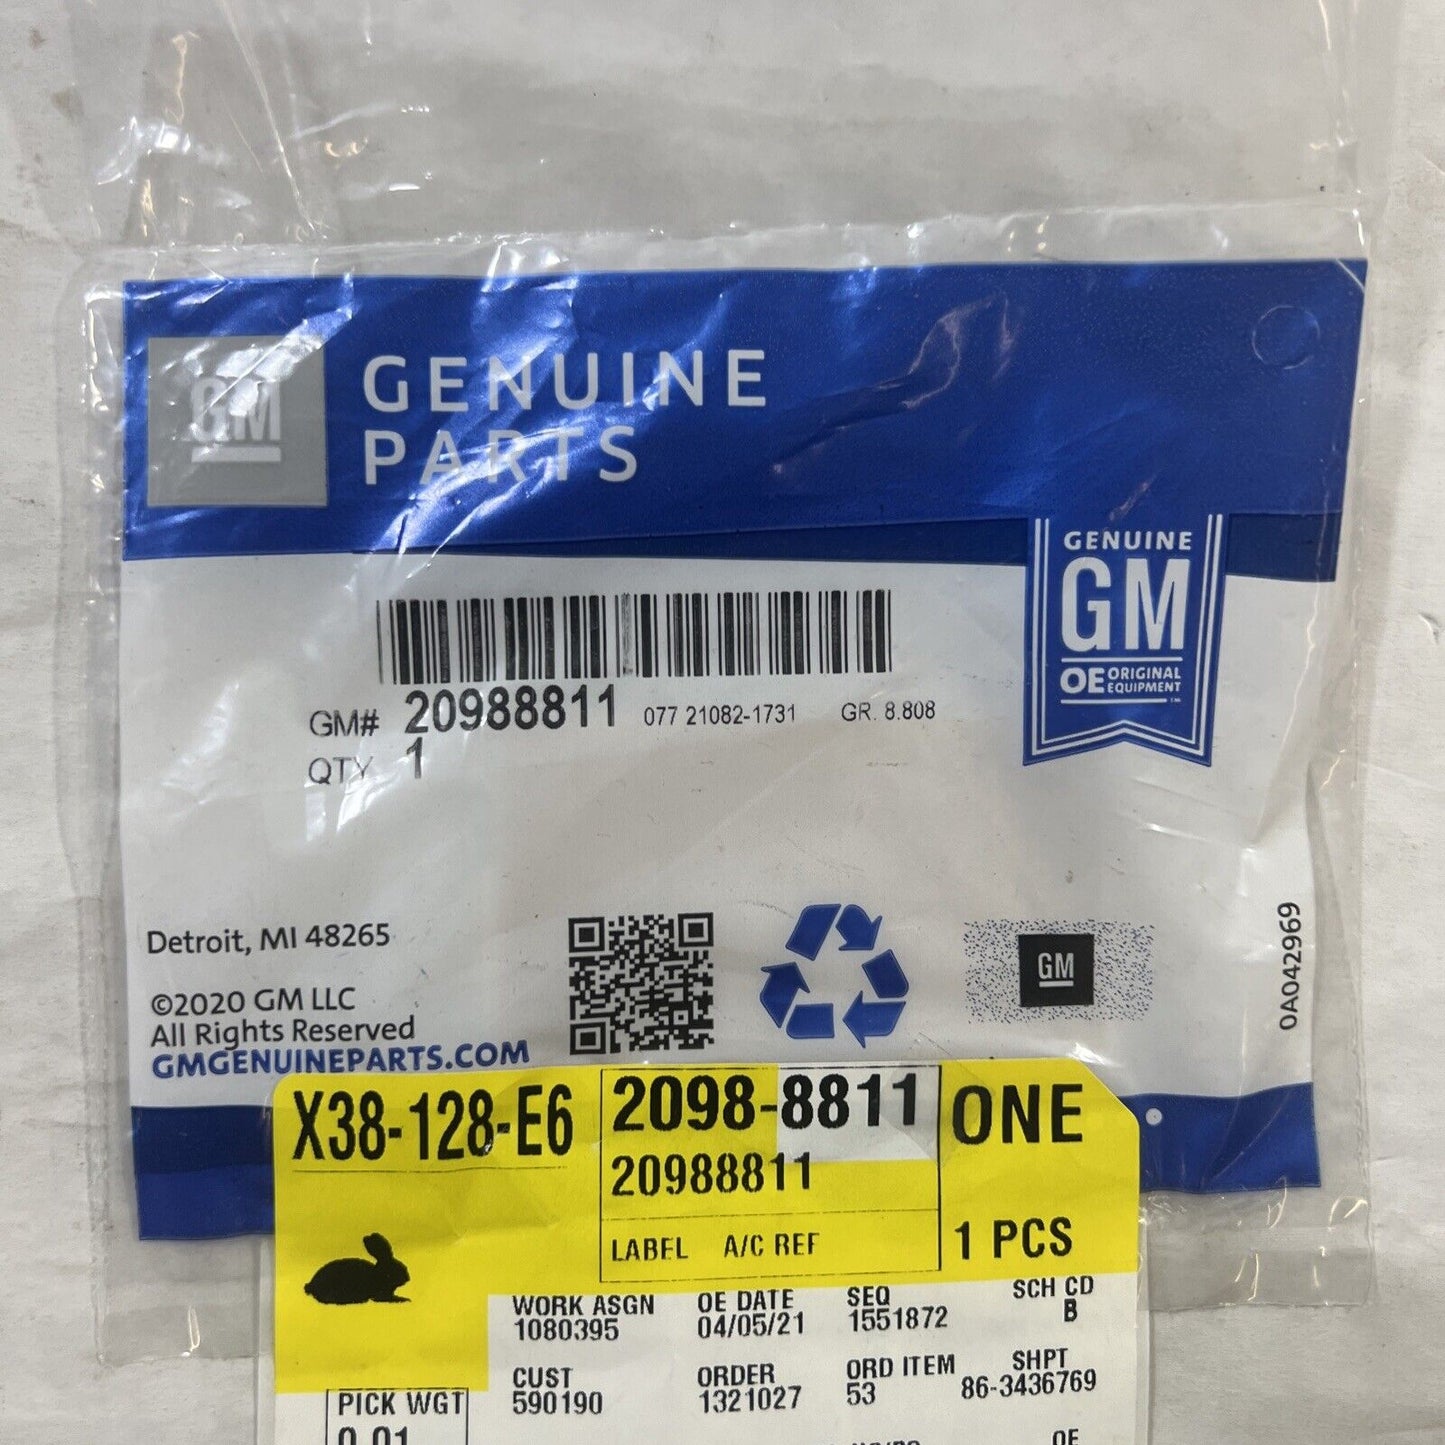 GM
GENUINE
PARTS
GENUINE
GM
OE ORIGINAL
EQUIPMENT
GM# 20988811 077 21082-1731 GR. 8.808
QTY 1
Detroit, MI 48265
©2020 GM LLC
All Rights Reserved
GMGENUINEPARTS.COM
GM
0A042969
X38-128-E6
2098-8811
20988811
LABEL A/C REF
ONE
1 PCS
WORK ASGN OE DATE SEQ SCH CD
1080395 04/05/21 1551872 B
CUST ORDER ORD ITEM SHPT
590190 1321027 53 86-3436769
PICK WGT
0.01
OE